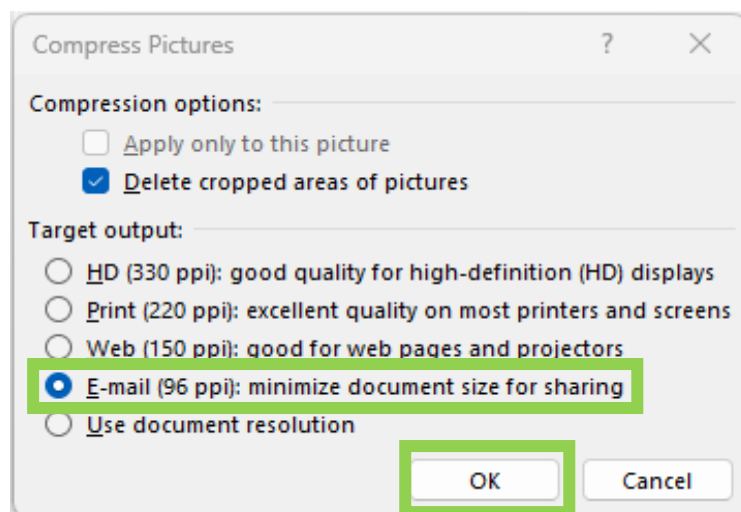 Compress Pictures ?
Compression options:
Apply only to this picture
Delete cropped areas of pictures
Target output:
HD (330 ppi): good quality for high-definition (HD) displays
Print (220 ppi): excellent quality on most printers and screens
Web (150 ppi): good for web pages and projectors
E-mail (96 ppi): minimize document size for sharing
Use document resolution
OK Cancel